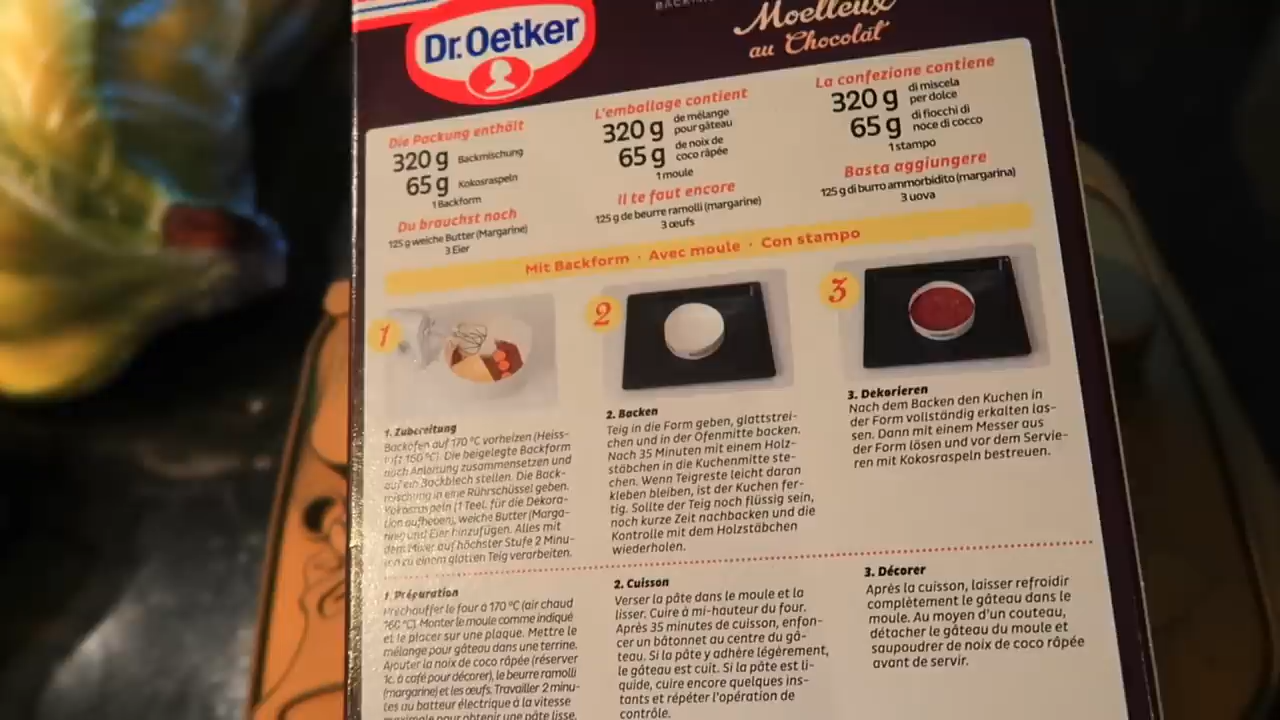 Dr. Oetker
Moelleux
au Chocolat
Die Packung enthält
320 g Backmischung
65 g Kokosraspeln
1 Backform
Du brauchst noch
125 g weiche Butter (Margarine)
3 Eier
L'emballage contient
320 g de mélange
pour gâteau
65 g de noix de
coco râpée
1 moule
Il te faut encore
125 g de beurre ramolli (margarine)
3 œufs
La confezione contiene
320 g di miscela
per dolce
65 g di fiocchi di
noce di cocco
1 stampo
Basta aggiungere
125 g di burro ammorbidito (margarina)
3 uova
Mit Backform · Avec moule · Con stampo
1
2
3
1. Zubereitung
Backofen auf 170 °C vorheizen (Heiss-
luft 160 °C). Die beigelegte Backform
nach Anleitung zusammensetzen und
auf ein Backblech stellen. Die Back-
mischung in eine Rührschüssel geben.
Kokosraspeln (1 Teel. für die Dekora-
tion aufheben), weiche Butter (Marga-
rine) und Eier hinzufügen. Alles mit
dem Mixer auf höchster Stufe 2 Minu-
ten zu einem glatten Teig verarbeiten.
2. Backen
Teig in die Form geben, glattstrei-
chen und in der Ofenmitte backen.
Nach 35 Minuten mit einem Holz-
stäbchen in die Kuchenmitte ste-
chen. Wenn Teigreste leicht daran
kleben bleiben, ist der Kuchen fer-
tig. Sollte der Teig noch flüssig sein,
noch kurze Zeit nachbacken und die
Kontrolle mit dem Holzstäbchen
wiederholen.
3. Dekorieren
Nach dem Backen den Kuchen in
der Form vollständig erkalten las-
sen. Dann mit einem Messer aus
der Form lösen und vor dem Servie-
ren mit Kokosraspeln bestreuen.
1. Préparation
Préchauffer le four à 170 °C (air chaud
160 °C). Monter le moule comme indiqué
et le placer sur une plaque. Mettre le
mélange pour gâteau dans une terrine.
Ajouter la noix de coco râpée (réserver
1c. à café pour décorer), le beurre ramolli
(margarine) et les œufs. Travailler 2 minu-
tes au batteur électrique à la vitesse
maximale pour obtenir une pâte lisse.
2. Cuisson
Verser la pâte dans le moule et la
lisser. Cuire à mi-hauteur du four.
Après 35 minutes de cuisson, enfon-
cer un bâtonnet au centre du gâ-
teau. Si la pâte y adhère légèrement,
le gâteau est cuit. Si la pâte est li-
quide, cuire encore quelques ins-
tants et répéter l'opération de
contrôle.
3. Décorer
Après la cuisson, laisser refroidir
complètement le gâteau dans le
moule. Au moyen d'un couteau,
détacher le gâteau du moule et
saupoudrer de noix de coco râpée
avant de servir.